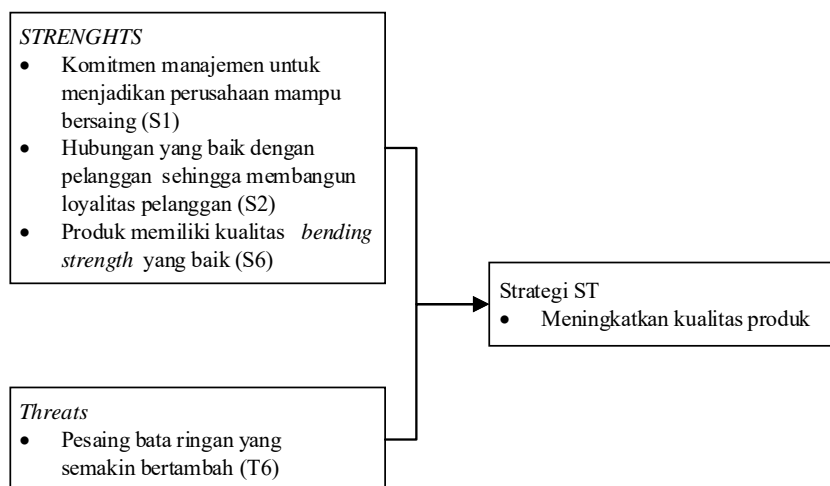 STRENGHTS
• Komitmen manajemen untuk
menjadikan perusahaan mampu
bersaing (S1)
• Hubungan yang baik dengan
pelanggan sehingga membangun
loyalitas pelanggan (S2)
• Produk memiliki kualitas bending
strength yang baik (S6)
Strategi ST
• Meningkatkan kualitas produk
Threats
• Pesaing bata ringan yang
semakin bertambah (T6)